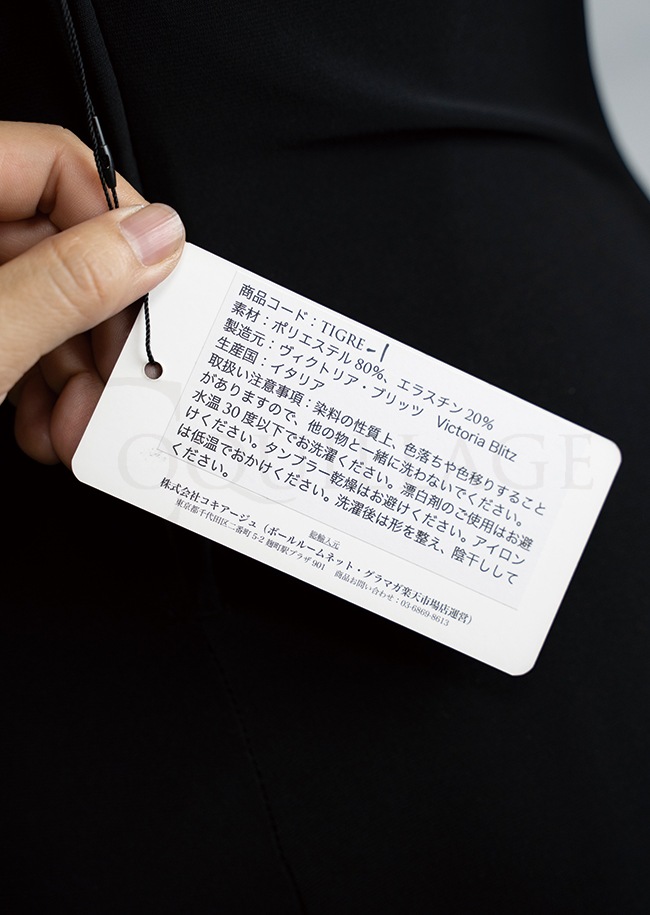 商品コード：TIGRE-1
素材：ポリエステル 80%、エラスチン 20%
製造元：ヴィクトリア・ブリッツ Victoria Blitz
生産国：イタリア
取扱い注意事項：染料の性質上、色落ちや色移りすること
がありますので、他の物と一緒に洗わないでください。
水温 30 度以下でお洗濯ください。漂白剤のご使用はお避
けください。タンブラー乾燥はお避けください。アイロン
は低温でおかけください。洗濯後は形を整え、陰干しして
ください。
総輸入元
株式会社コキアージュ（ボールルームネット・グラマガ楽天市場店運営）
東京都千代田区二番町 5-2 麹町駅プラザ 901 商品お問い合わせ：03-6869-8613
COQUILLAGE